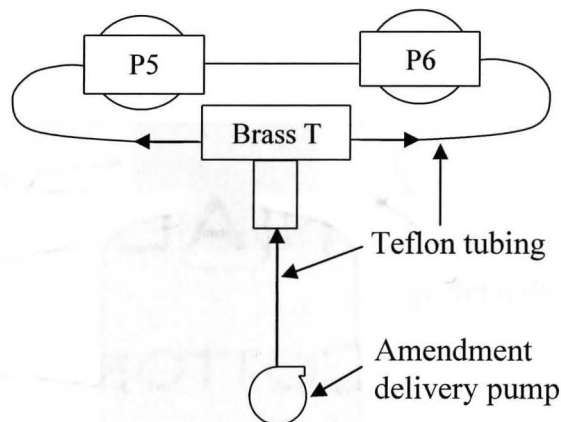 P5
P6
Brass T
Teflon tubing
Amendment
delivery pump